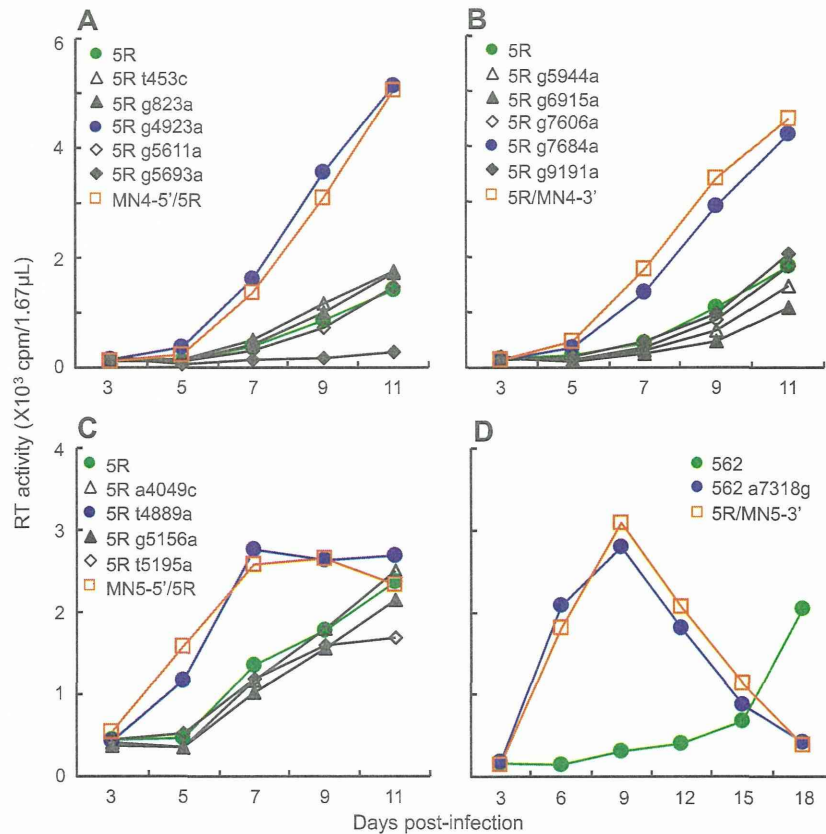 A
6
4
2
0
5R
5R t453c
5R g823a
5R g4923a
5R g5611a
5R g5693a
MN4-5'/5R
3 5 7 9 11
B
5R
5R g5944a
5R g6915a
5R g7606a
5R g7684a
5R g9191a
5R/MN4-3'
3 5 7 9 11
RT activity (X10³ cpm/1.67µL)
C
4
3
2
1
0
5R
5R a4049c
5R t4889a
5R g5156a
5R t5195a
MN5-5'/5R
3 5 7 9 11
D
562
562 a7318g
5R/MN5-3'
3 6 9 12 15 18
Days post-infection